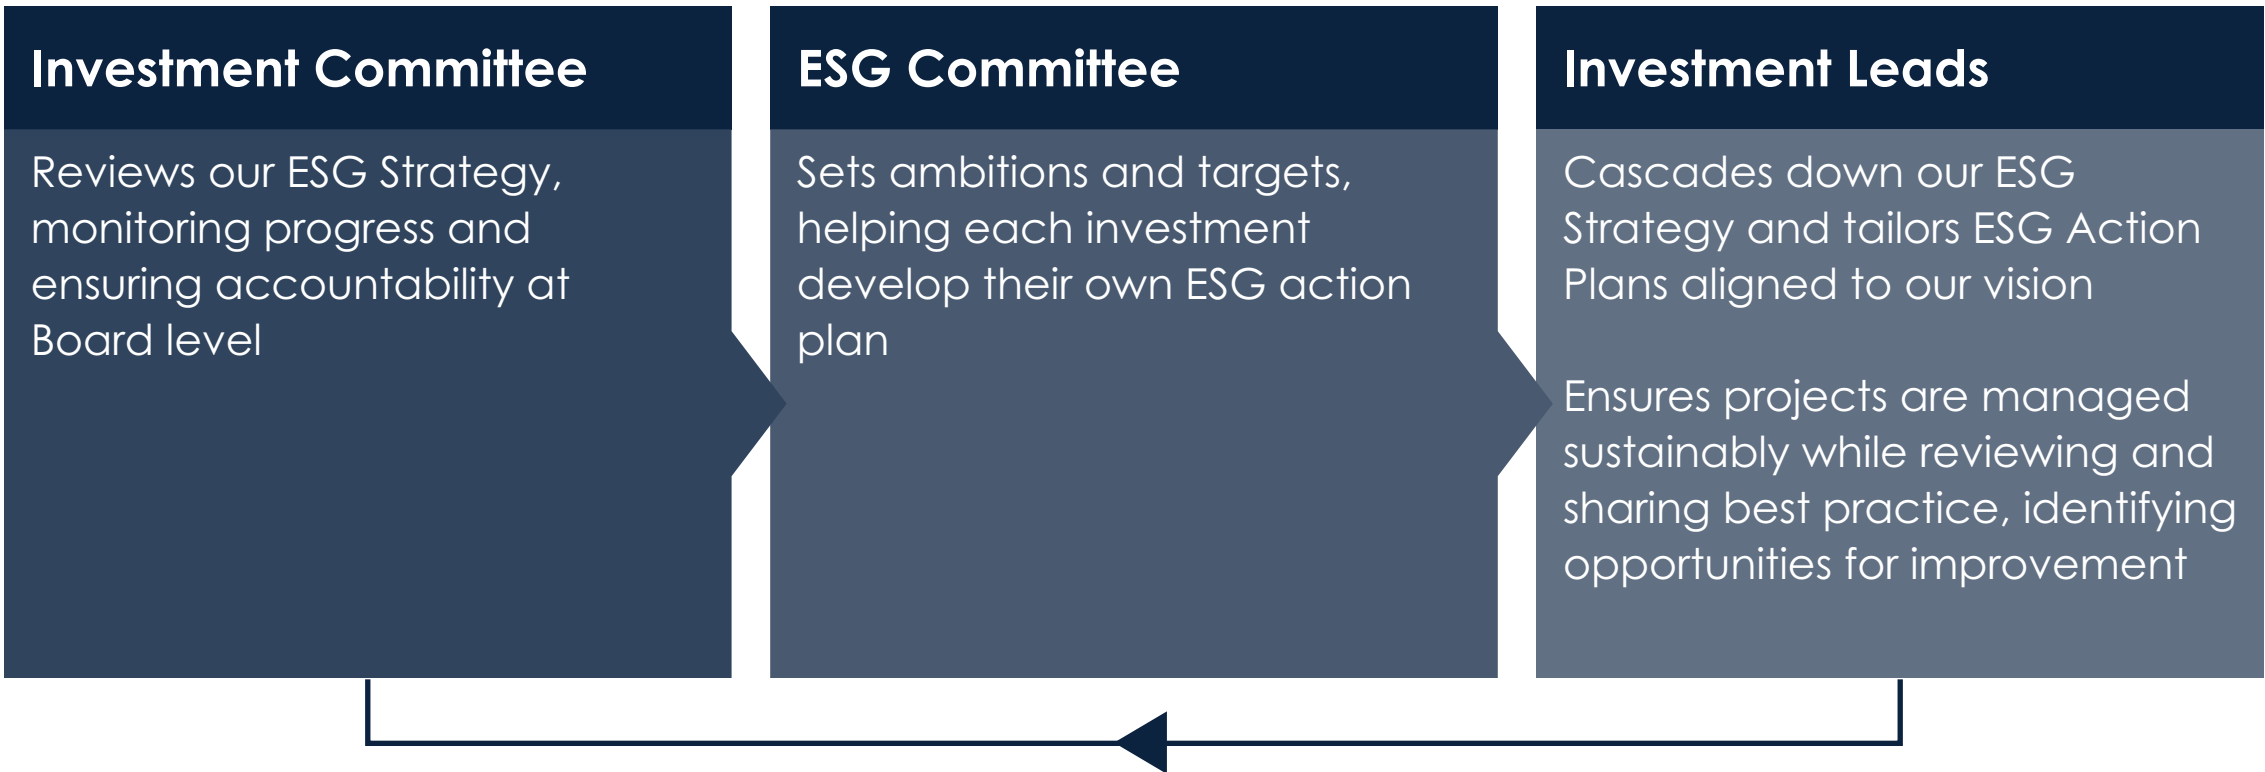 Investment Committee
Reviews our ESG Strategy,
monitoring progress and
ensuring accountability at
Board level
ESG Committee
Sets ambitions and targets,
helping each investment
develop their own ESG action
plan
Investment Leads
Cascades down our ESG
Strategy and tailors ESG Action
Plans aligned to our vision
Ensures projects are managed
sustainably while reviewing and
sharing best practice, identifying
opportunities for improvement